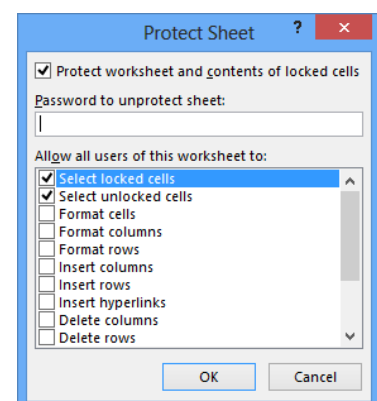 Protect Sheet ? ×
Protect worksheet and contents of locked cells
Password to unprotect sheet:
Allow all users of this worksheet to:
Select locked cells
Select unlocked cells
Format cells
Format columns
Format rows
Insert columns
Insert rows
Insert hyperlinks
Delete columns
Delete rows
OK Cancel